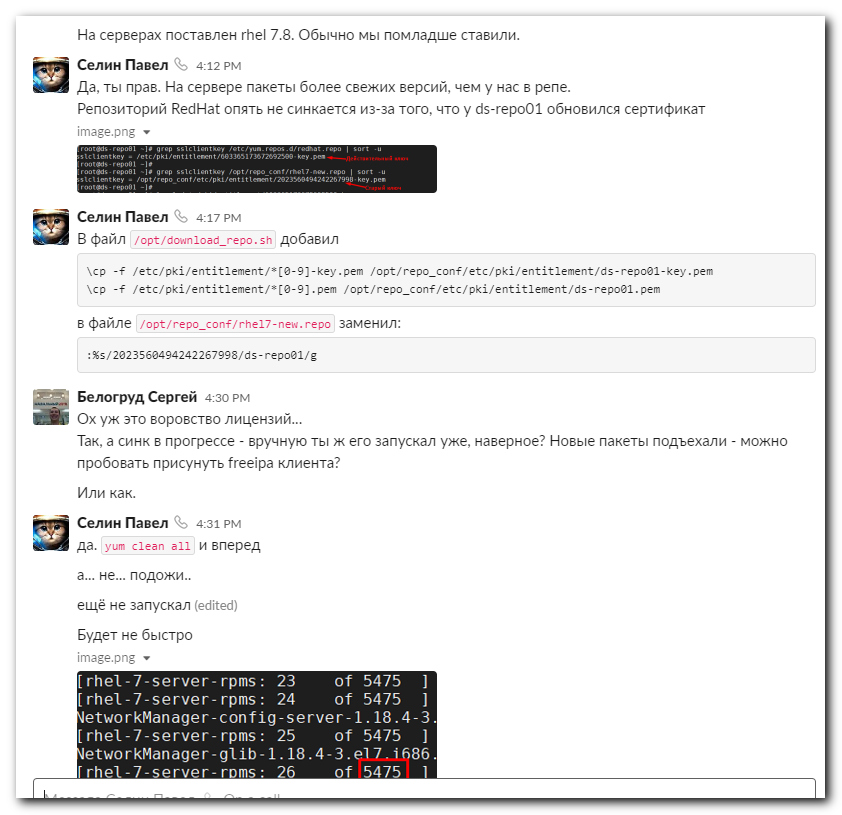 На серверах поставлен rhel 7.8. Обычно мы помладше ставили.
Селин Павел 4:12 PM
Да, ты прав. На сервере пакеты более свежих версий, чем у нас в репе.
Репозиторий RedHat опять не синкается из-за того, что у ds-repo01 обновился сертификат
image.png
[root@ds-repo01 ~]# grep sslclientkey /etc/yum.repos.d/redhat.repo | sort -u
sslclientkey = /etc/pki/entitlement/603365173672692500-key.pem Действительный ключ
[root@ds-repo01 ~]#
[root@ds-repo01 ~]# grep sslclientkey /opt/repo_conf/rhel7-new.repo | sort -u
sslclientkey = /opt/repo_conf/etc/pki/entitlement/2023560494242267998-key.pem
[root@ds-repo01 ~]# Старый ключ
Селин Павел 4:17 PM
В файл /opt/download_repo.sh добавил
\cp -f /etc/pki/entitlement/*[0-9]-key.pem /opt/repo_conf/etc/pki/entitlement/ds-repo01-key.pem
\cp -f /etc/pki/entitlement/*[0-9].pem /opt/repo_conf/etc/pki/entitlement/ds-repo01.pem
в файле /opt/repo_conf/rhel7-new.repo заменил:
:%s/2023560494242267998/ds-repo01/g
Белогруд Сергей 4:30 PM
Ох уж это воровство лицензий...
Так, а синк в прогрессе - вручную ты ж его запускал уже, наверное? Новые пакеты подъехали - можно
пробовать присунуть freeipa клиента?
Или как.
Селин Павел 4:31 PM
да. yum clean all и вперед
а... не... подожи..
ещё не запускал (edited)
Будет не быстро
image.png
[rhel-7-server-rpms: 23 of 5475 ]
[rhel-7-server-rpms: 24 of 5475 ]
NetworkManager-config-server-1.18.4-3.
[rhel-7-server-rpms: 25 of 5475 ]
NetworkManager-glib-1.18.4-3.el7.i686.
[rhel-7-server-rpms: 26 of 5475 ]